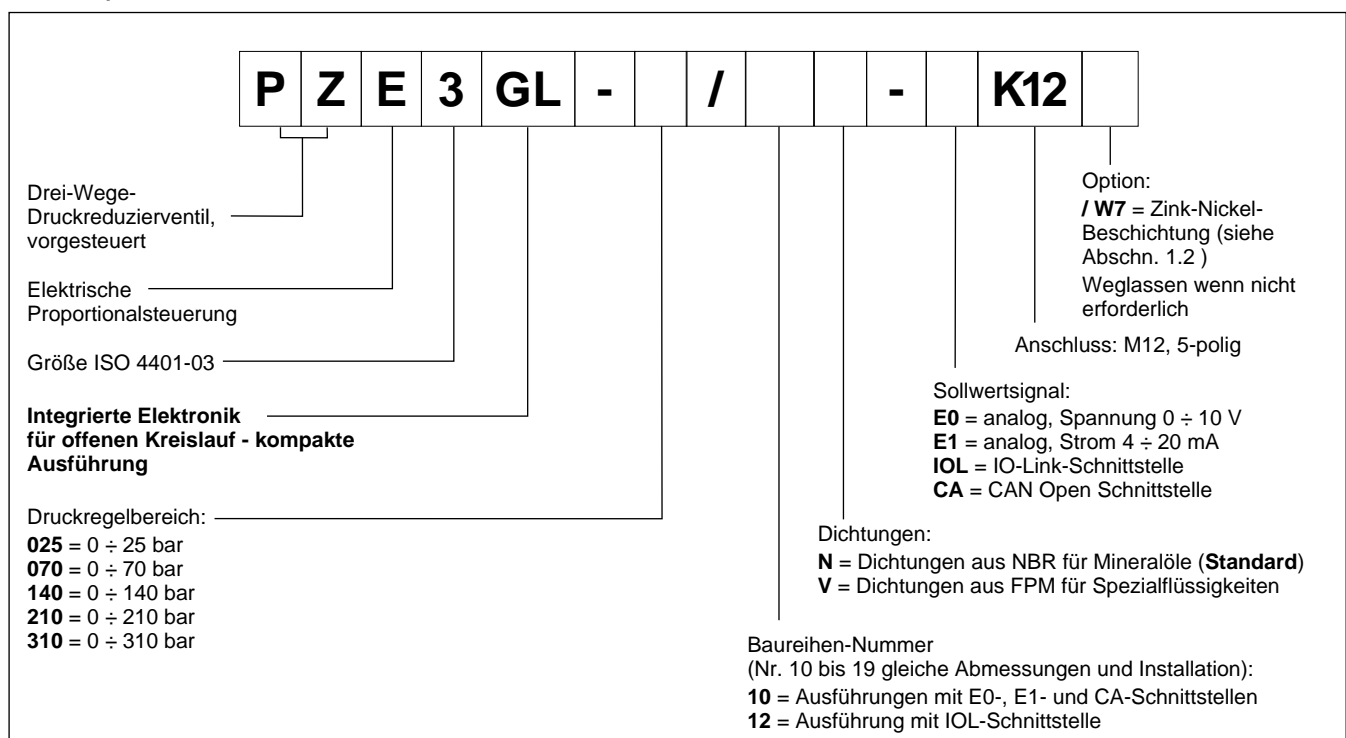 P Z E 3 GL - / - K12
Drei-Wege-
Druckreduzierventil,
vorgesteuert
Elektrische
Proportionalsteuerung
Größe ISO 4401-03
Integrierte Elektronik
für offenen Kreislauf - kompakte
Ausführung
Druckregelbereich:
025 = 0 ÷ 25 bar
070 = 0 ÷ 70 bar
140 = 0 ÷ 140 bar
210 = 0 ÷ 210 bar
310 = 0 ÷ 310 bar
Option:
/ W7 = Zink-Nickel-
Beschichtung (siehe
Abschn. 1.2 )
Weglassen wenn nicht
erforderlich
Anschluss: M12, 5-polig
Sollwertsignal:
E0 = analog, Spannung 0 ÷ 10 V
E1 = analog, Strom 4 ÷ 20 mA
IOL = IO-Link-Schnittstelle
CA = CAN Open Schnittstelle
Dichtungen:
N = Dichtungen aus NBR für Mineralöle (Standard)
V = Dichtungen aus FPM für Spezialflüssigkeiten
Baureihen-Nummer
(Nr. 10 bis 19 gleiche Abmessungen und Installation):
10 = Ausführungen mit E0-, E1- und CA-Schnittstellen
12 = Ausführung mit IOL-Schnittstelle